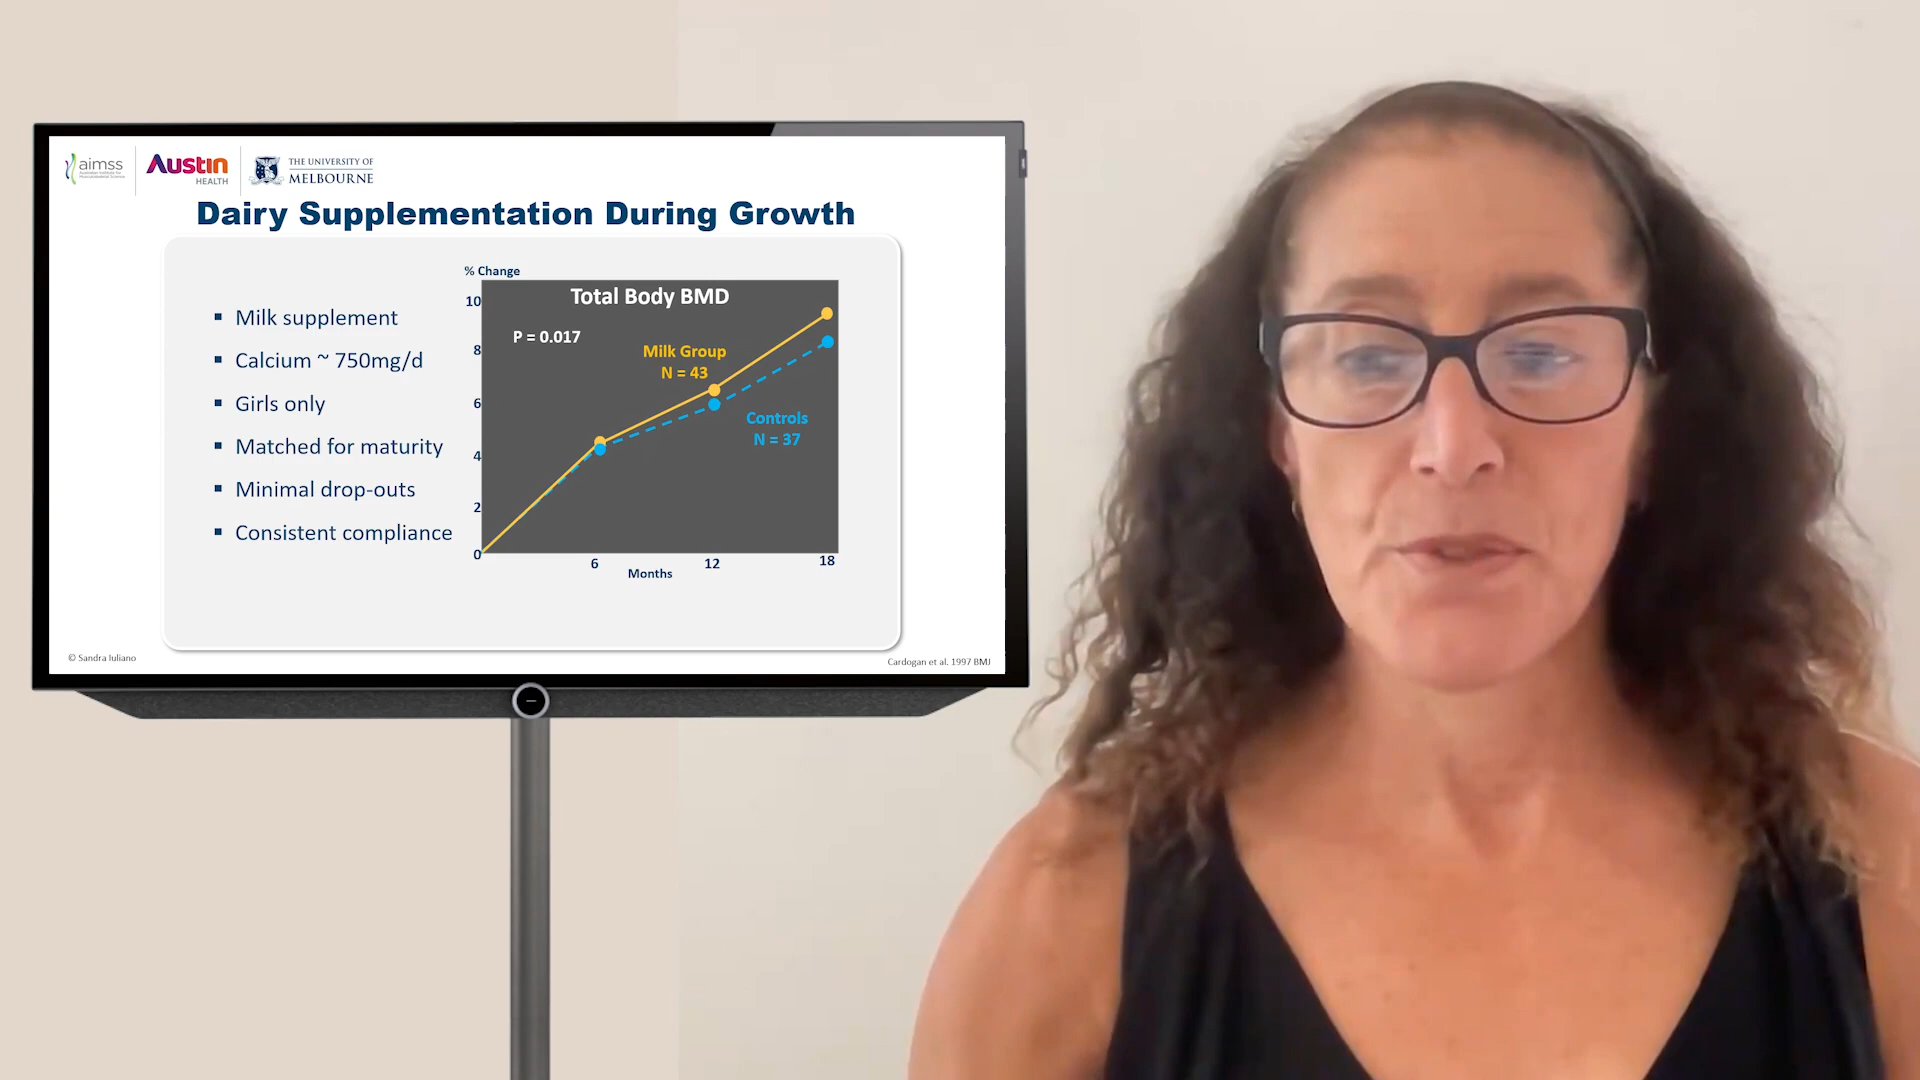 aimss
Austin
HEALTH
THE UNIVERSITY OF
MELBOURNE
Dairy Supplementation During Growth
Milk supplement
Calcium ~ 750mg/d
Girls only
Matched for maturity
Minimal drop-outs
Consistent compliance
% Change
10
8
6
4
2
0
Total Body BMD
P = 0.017
Milk Group
N = 43
Controls
N = 37
6
12
18
Months
© Sandra Iuliano
Cardogan et al. 1997 BMJ